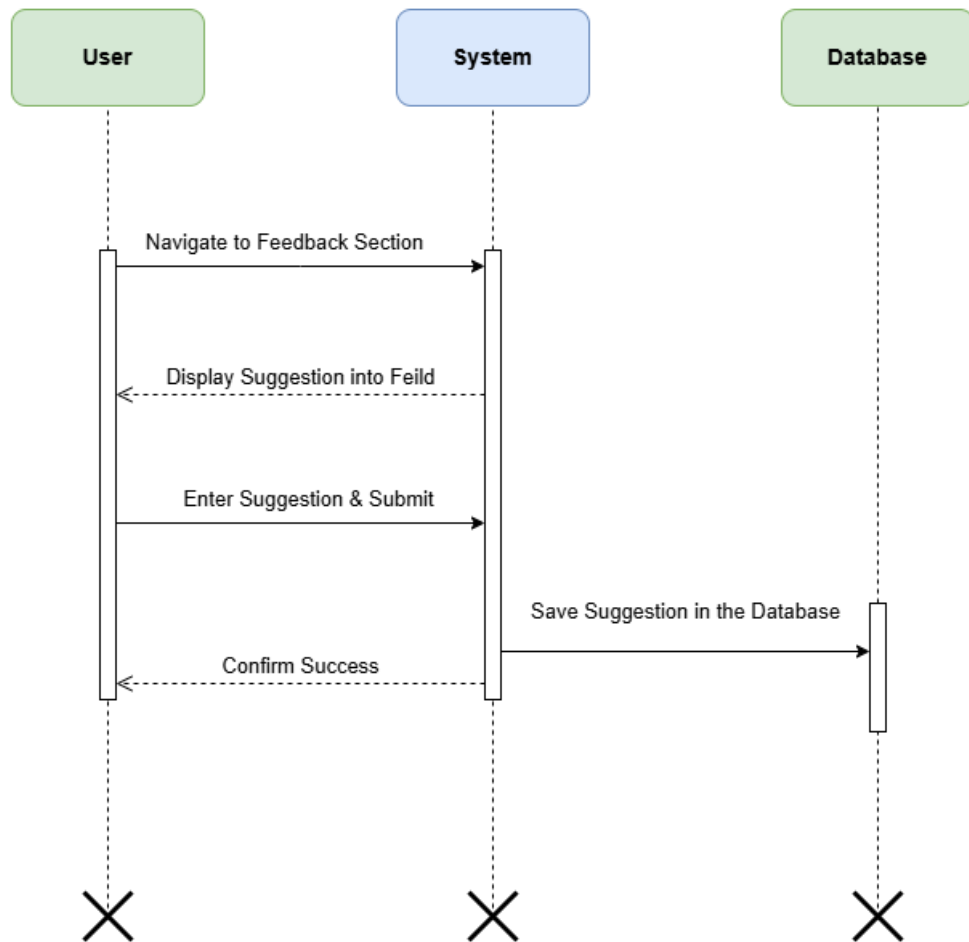 User
System
Database
Navigate to Feedback Section
Display Suggestion into Feild
Enter Suggestion & Submit
Save Suggestion in the Database
Confirm Success